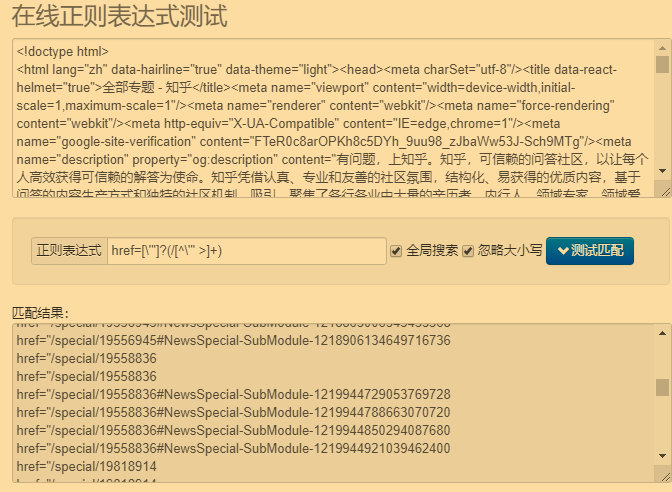 在线正则表达式测试
<!doctype html>
<html lang="zh" data-hairline="true" data-theme="light"><head><meta charSet="utf-8"/><title data-react-
helmet="true">全部专题 - 知乎</title><meta name="viewport" content="width=device-width,initial-
scale=1,maximum-scale=1"/><meta name="renderer" content="webkit"/><meta name="force-rendering"
content="webkit"/><meta http-equiv="X-UA-Compatible" content="IE=edge,chrome=1"/><meta
name="google-site-verification" content="FTeR0c8arOPKh8c5DYh_9uu98_zJbaWw53J-Sch9MTg"/><meta
name="description" property="og:description" content="有问题，上知乎。知乎，可信赖的问答社区，以让每个
人高效获得可信赖的解答为使命。知乎凭借认真、专业和友善的社区氛围，结构化、易获得的优质内容，基于
问答的内容生产方式和独特的社区机制，吸引、聚集了各行各业中大量的亲历者、内行人、领域专家、领域爱
正则表达式 href=[\'"]?(/[^\'" >]+) 全局搜索 忽略大小写 测试匹配
匹配结果：
href="/special/19556945#NewsSpecial-SubModule-1218906134649716736
href="/special/19558836
href="/special/19558836
href="/special/19558836#NewsSpecial-SubModule-1219944729053769728
href="/special/19558836#NewsSpecial-SubModule-1219944788663070720
href="/special/19558836#NewsSpecial-SubModule-1219944850294087680
href="/special/19558836#NewsSpecial-SubModule-1219944921039462400
href="/special/19818914
href="/special/19818914